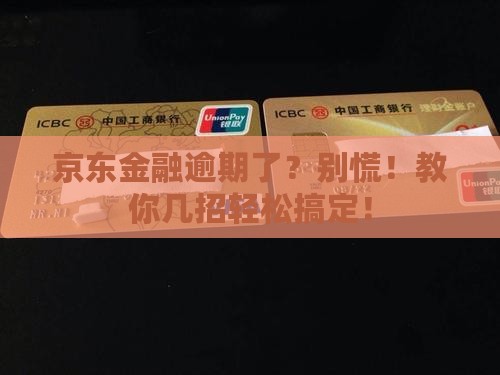 ICBC 中国工商银行
UnionPay
银联
ICBC 中国工商银行 理财金账户
UnionPay
银联
京东金融逾期了？别慌！教
你几招轻松搞定！